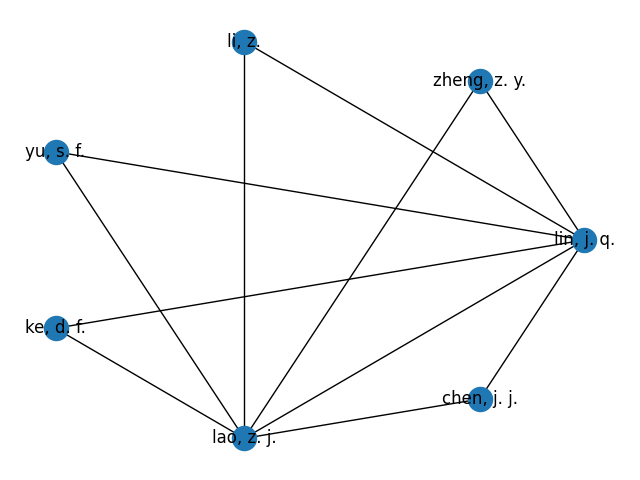 li, z.
zheng, z. y.
yu, s. f.
lin, j. q.
ke, d. f.
chen, j. j.
lao, z. j.